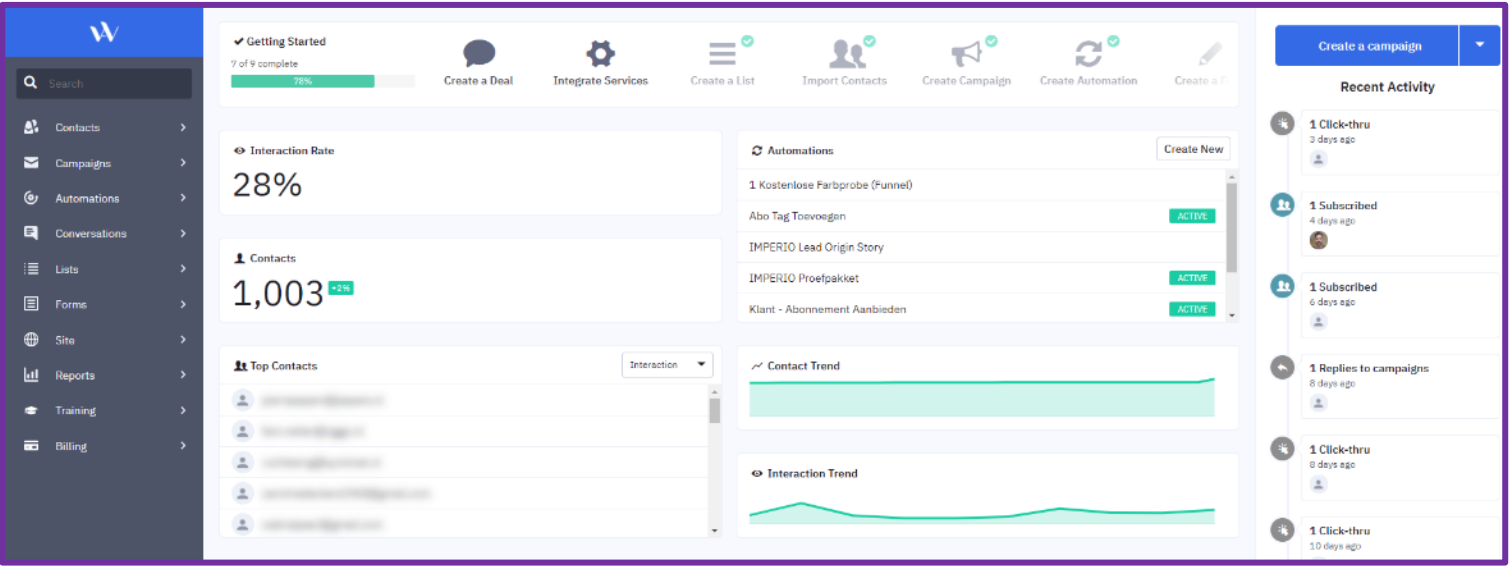 Search
Contacts
Campaigns
Automations
Conversations
Lists
Forms
Site
Reports
Training
Billing
Getting Started
7 of 9 complete
78%
Create a Deal
Integrate Services
Create a List
Import Contacts
Create Campaign
Create Automation
Create a
Interaction Rate
28%
Contacts
1,003 +2%
Top Contacts
Interaction
Automations
Create New
1 Kostenlose Farbprobe (Funnel)
Abo Tag Toevoegen ACTIVE
IMPERIO Lead Origin Story
IMPERIO Proefpakket ACTIVE
Klant - Abonnement Aanbieden ACTIVE
Contact Trend
Interaction Trend
Create a campaign
Recent Activity
1 Click-thru
3 days ago
1 Subscribed
4 days ago
1 Subscribed
6 days ago
1 Replies to campaigns
8 days ago
1 Click-thru
8 days ago
1 Click-thru
10 days ago